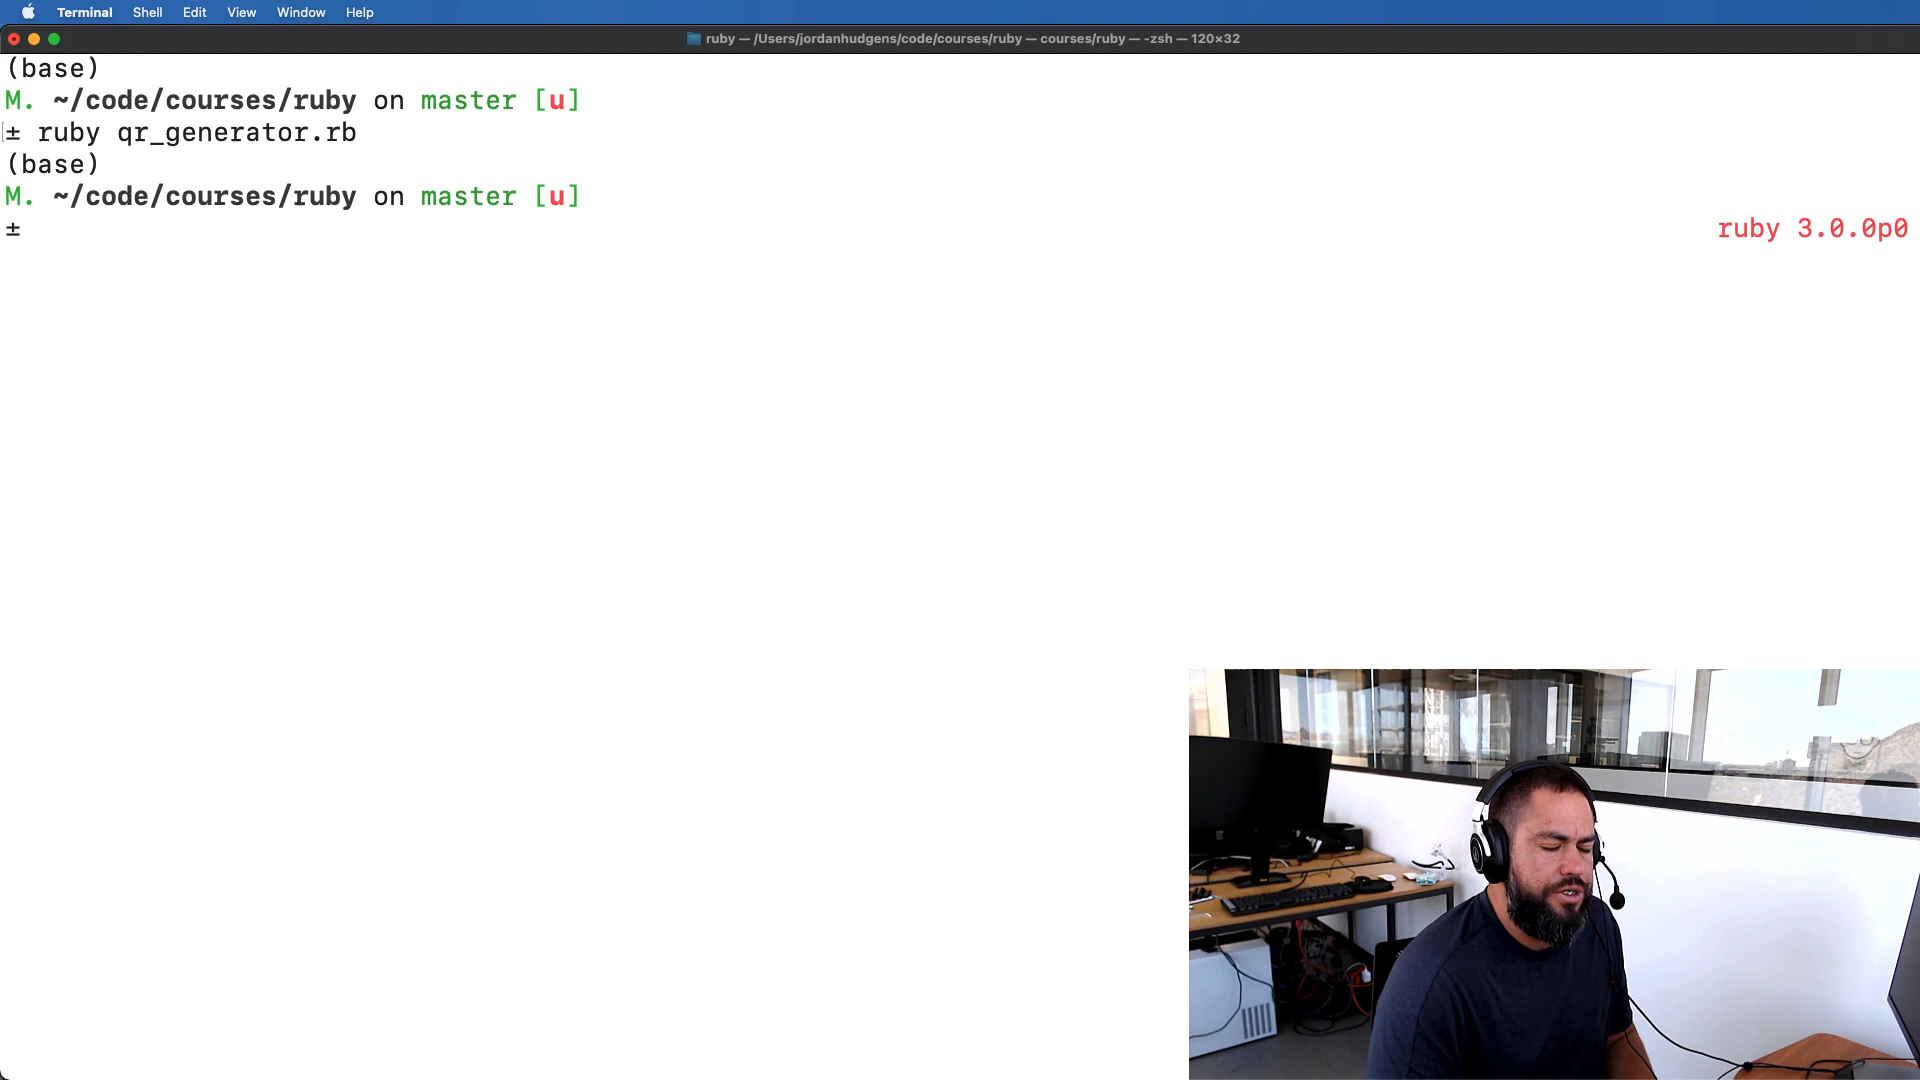 Terminal Shell Edit View Window Help
ruby — /Users/jordanhudgens/code/courses/ruby — courses/ruby — -zsh — 120×32
(base)
M. ~/code/courses/ruby on master [u]
± ruby qr_generator.rb
(base)
M. ~/code/courses/ruby on master [u]
± ruby 3.0.0p0